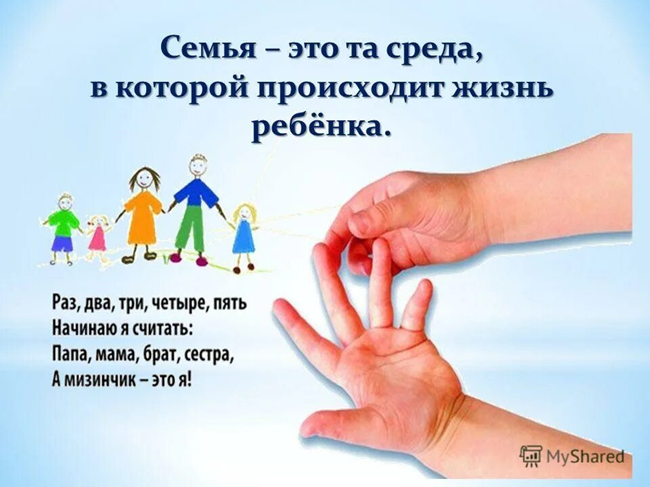 Семья – это та среда,
в которой происходит жизнь
ребёнка.
Раз, два, три, четыре, пять
Начинаю я считать:
Папа, мама, брат, сестра,
А мизинчик – это я!
MyShared